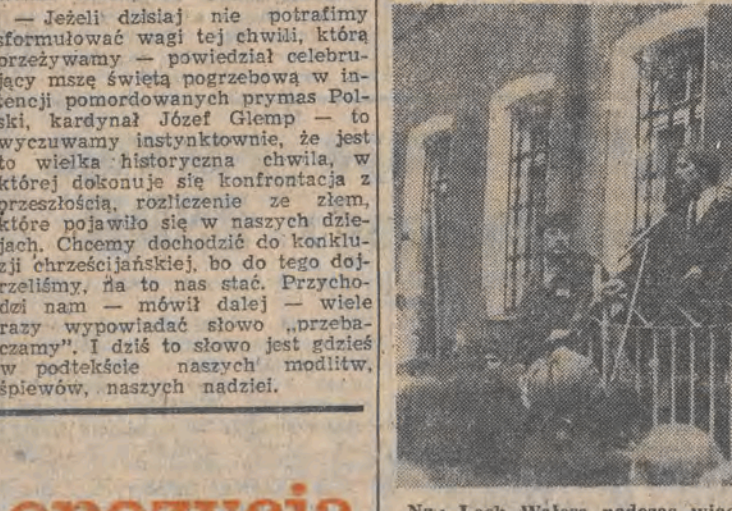 — Jeżeli dzisiaj nie potrafimy
sformułować wagi tej chwili, którą
przeżywamy — powiedział celebru-
jący mszę świętą pogrzebową w in-
tencji pomordowanych prymas Pol-
ski, kardynał Józef Glemp — to
wyczuwamy instynktownie, że jest
to wielka historyczna chwila, w
której dokonuje się konfrontacja z
przeszłością, rozliczenie ze złem,
które pojawiło się w naszych dzie-
jach. Chcemy dochodzić do konklu-
zji chrześcijańskiej, bo do tego doj-
rzeliśmy, na to nas stać. Przycho-
dzi nam — mówił dalej — wiele
razy wypowiadać słowo „przeba-
czamy”. I dziś to słowo jest gdzieś
w podtekście naszych modlitw,
śpiewów, naszych nadziei.
Lech Wałęsa podczas